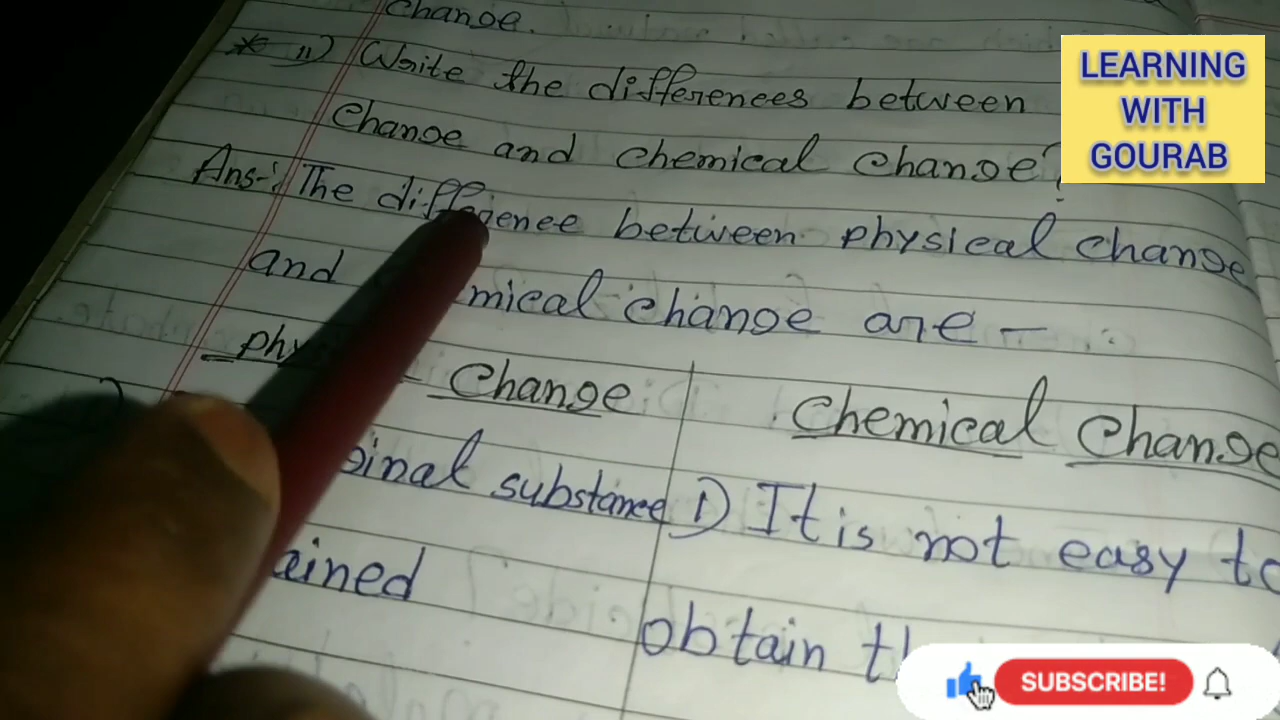 change.
* 11) Write the differences between
change and chemical change?
Ans-: The difference between physical change
and mical change are -
change
Chemical change
ginal substance
1) It is not easy to
ained
obtain
LEARNING
WITH
GOURAB
SUBSCRIBE!